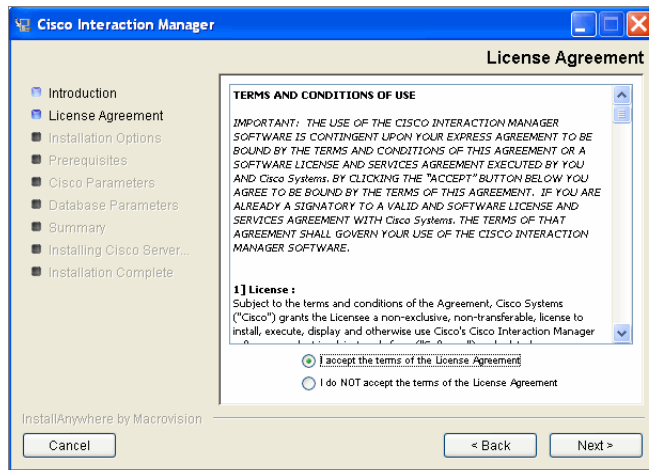 Cisco Interaction Manager
License Agreement
Introduction
License Agreement
Installation Options
Prerequisites
Cisco Parameters
Database Parameters
Summary
Installing Cisco Server...
Installation Complete
TERMS AND CONDITIONS OF USE
IMPORTANT: THE USE OF THE CISCO INTERACTION MANAGER
SOFTWARE IS CONTINGENT UPON YOUR EXPRESS AGREEMENT TO BE
BOUND BY THE TERMS AND CONDITIONS OF THIS AGREEMENT OR A
SOFTWARE LICENSE AND SERVICES AGREEMENT EXECUTED BY YOU
AND Cisco Systems. BY CLICKING THE "ACCEPT" BUTTON BELOW YOU
AGREE TO BE BOUND BY THE TERMS OF THIS AGREEMENT. IF YOU ARE
ALREADY A SIGNATORY TO A VALID AND SOFTWARE LICENSE AND
SERVICES AGREEMENT WITH Cisco Systems. THE TERMS OF THAT
AGREEMENT SHALL GOVERN YOUR USE OF THE CISCO INTERACTION
MANAGER SOFTWARE.
1] License :
Subject to the terms and conditions of the Agreement, Cisco Systems
("Cisco") grants the Licensee a non-exclusive, non-transferable, license to
install, execute, display and otherwise use Cisco's Cisco Interaction Manager
I accept the terms of the License Agreement
I do NOT accept the terms of the License Agreement
InstallAnywhere by Macrovision
Cancel
< Back
Next >